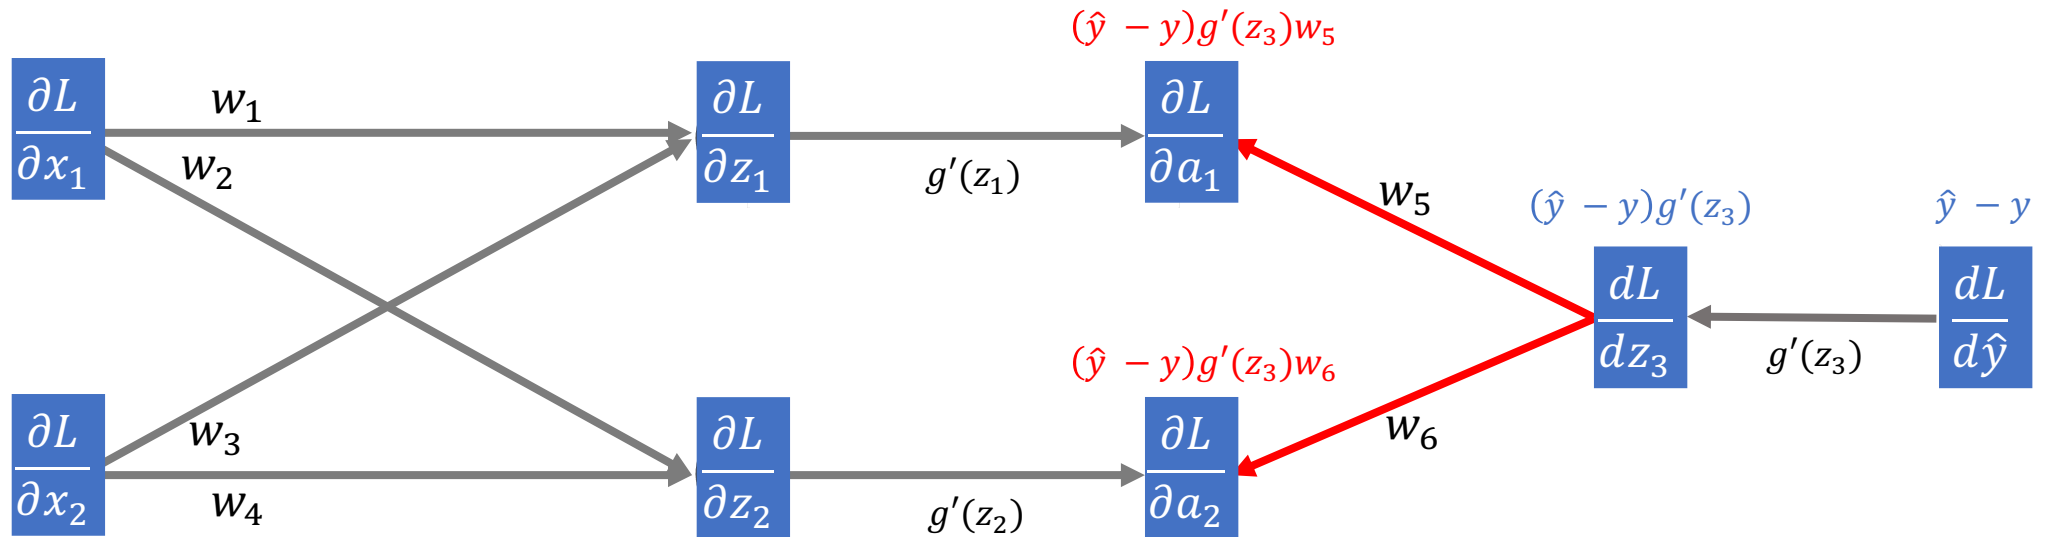 (ŷ − y)g′(z₃)w₅
∂L/∂x₁
w₁
w₂
∂L/∂z₁
g′(z₁)
∂L/∂a₁
w₅
(ŷ − y)g′(z₃)
ŷ − y
dL/dz₃
g′(z₃)
dL/dŷ
(ŷ − y)g′(z₃)w₆
∂L/∂x₂
w₃
w₄
∂L/∂z₂
g′(z₂)
∂L/∂a₂
w₆